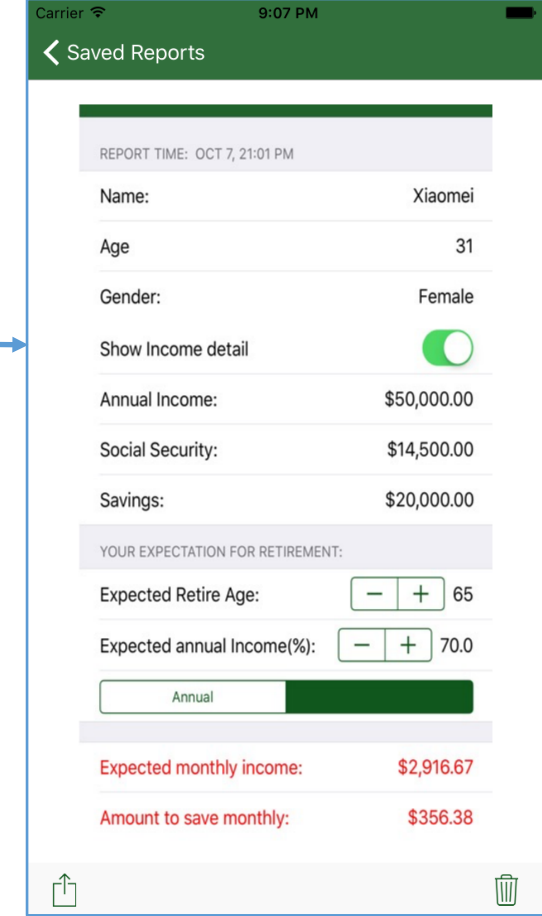 Carrier 9:07 PM
Saved Reports
REPORT TIME: OCT 7, 21:01 PM
Name: Xiaomei
Age 31
Gender: Female
Show Income detail
Annual Income: $50,000.00
Social Security: $14,500.00
Savings: $20,000.00
YOUR EXPECTATION FOR RETIREMENT:
Expected Retire Age: − + 65
Expected annual Income(%): − + 70.0
Annual
Expected monthly income: $2,916.67
Amount to save monthly: $356.38